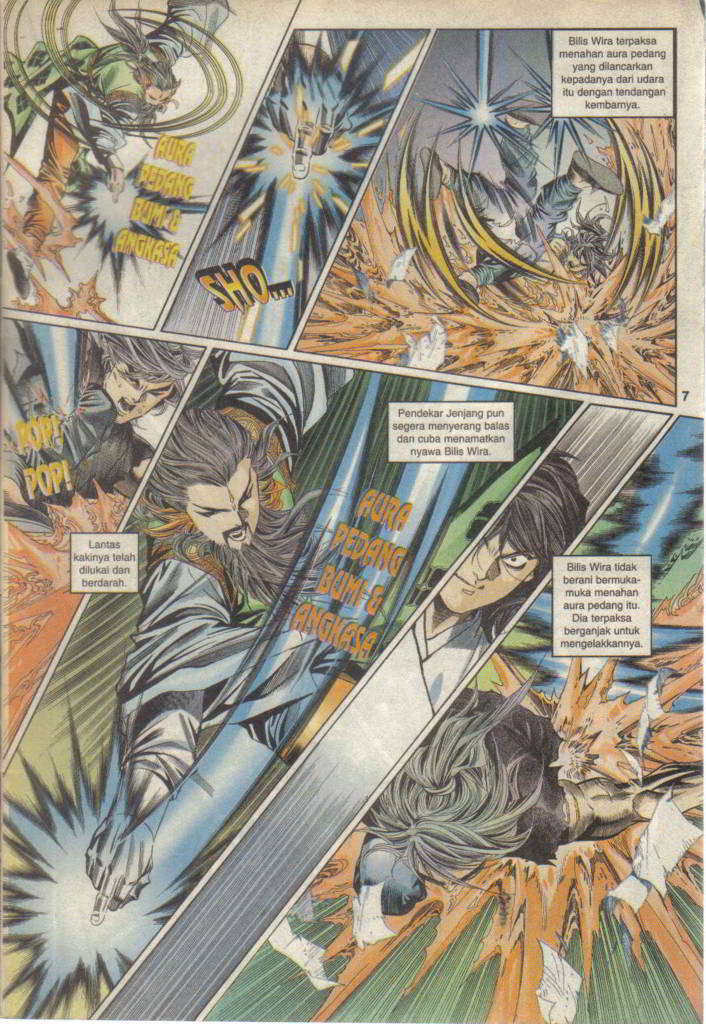 AURA
PEDANG
BUMI &
ANGKASA
SHO...
Bilis Wira terpaksa
menahan aura pedang
yang dilancarkan
kepadanya dari udara
itu dengan tendangan
kembarnya.
7
POP!
POP!
Lantas
kakinya telah
dilukai dan
berdarah.
Pendekar Jenjang pun
segera menyerang balas
dan cuba menamatkan
nyawa Bilis Wira.
AURA
PEDANG
BUMI &
ANGKASA
Bilis Wira tidak
berani bermuka-
muka menahan
aura pedang itu.
Dia terpaksa
berganjak untuk
mengelakkannya.